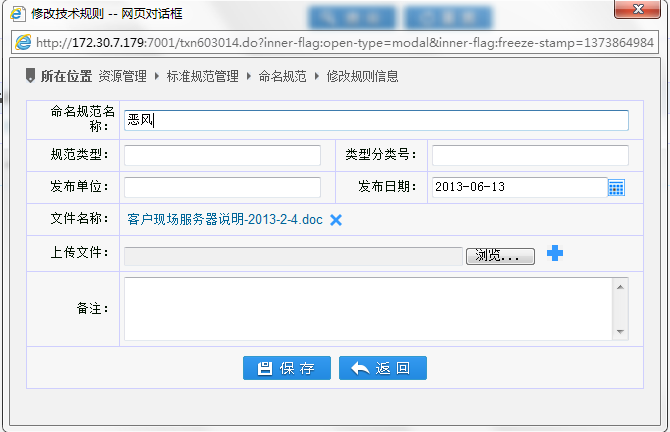 修改技术规则 -- 网页对话框
http://172.30.7.179:7001/txn603014.do?inner-flag:open-type=modal&inner-flag:freeze-stamp=1373864984
所在位置 资源管理 标准规范管理 命名规范 修改规则信息
命名规范名
称： 恶风
规范类型： 类型分类号：
发布单位： 发布日期： 2013-06-13
文件名称： 客户现场服务器说明-2013-2-4.doc
上传文件： 浏览...
备注：
保存 返回